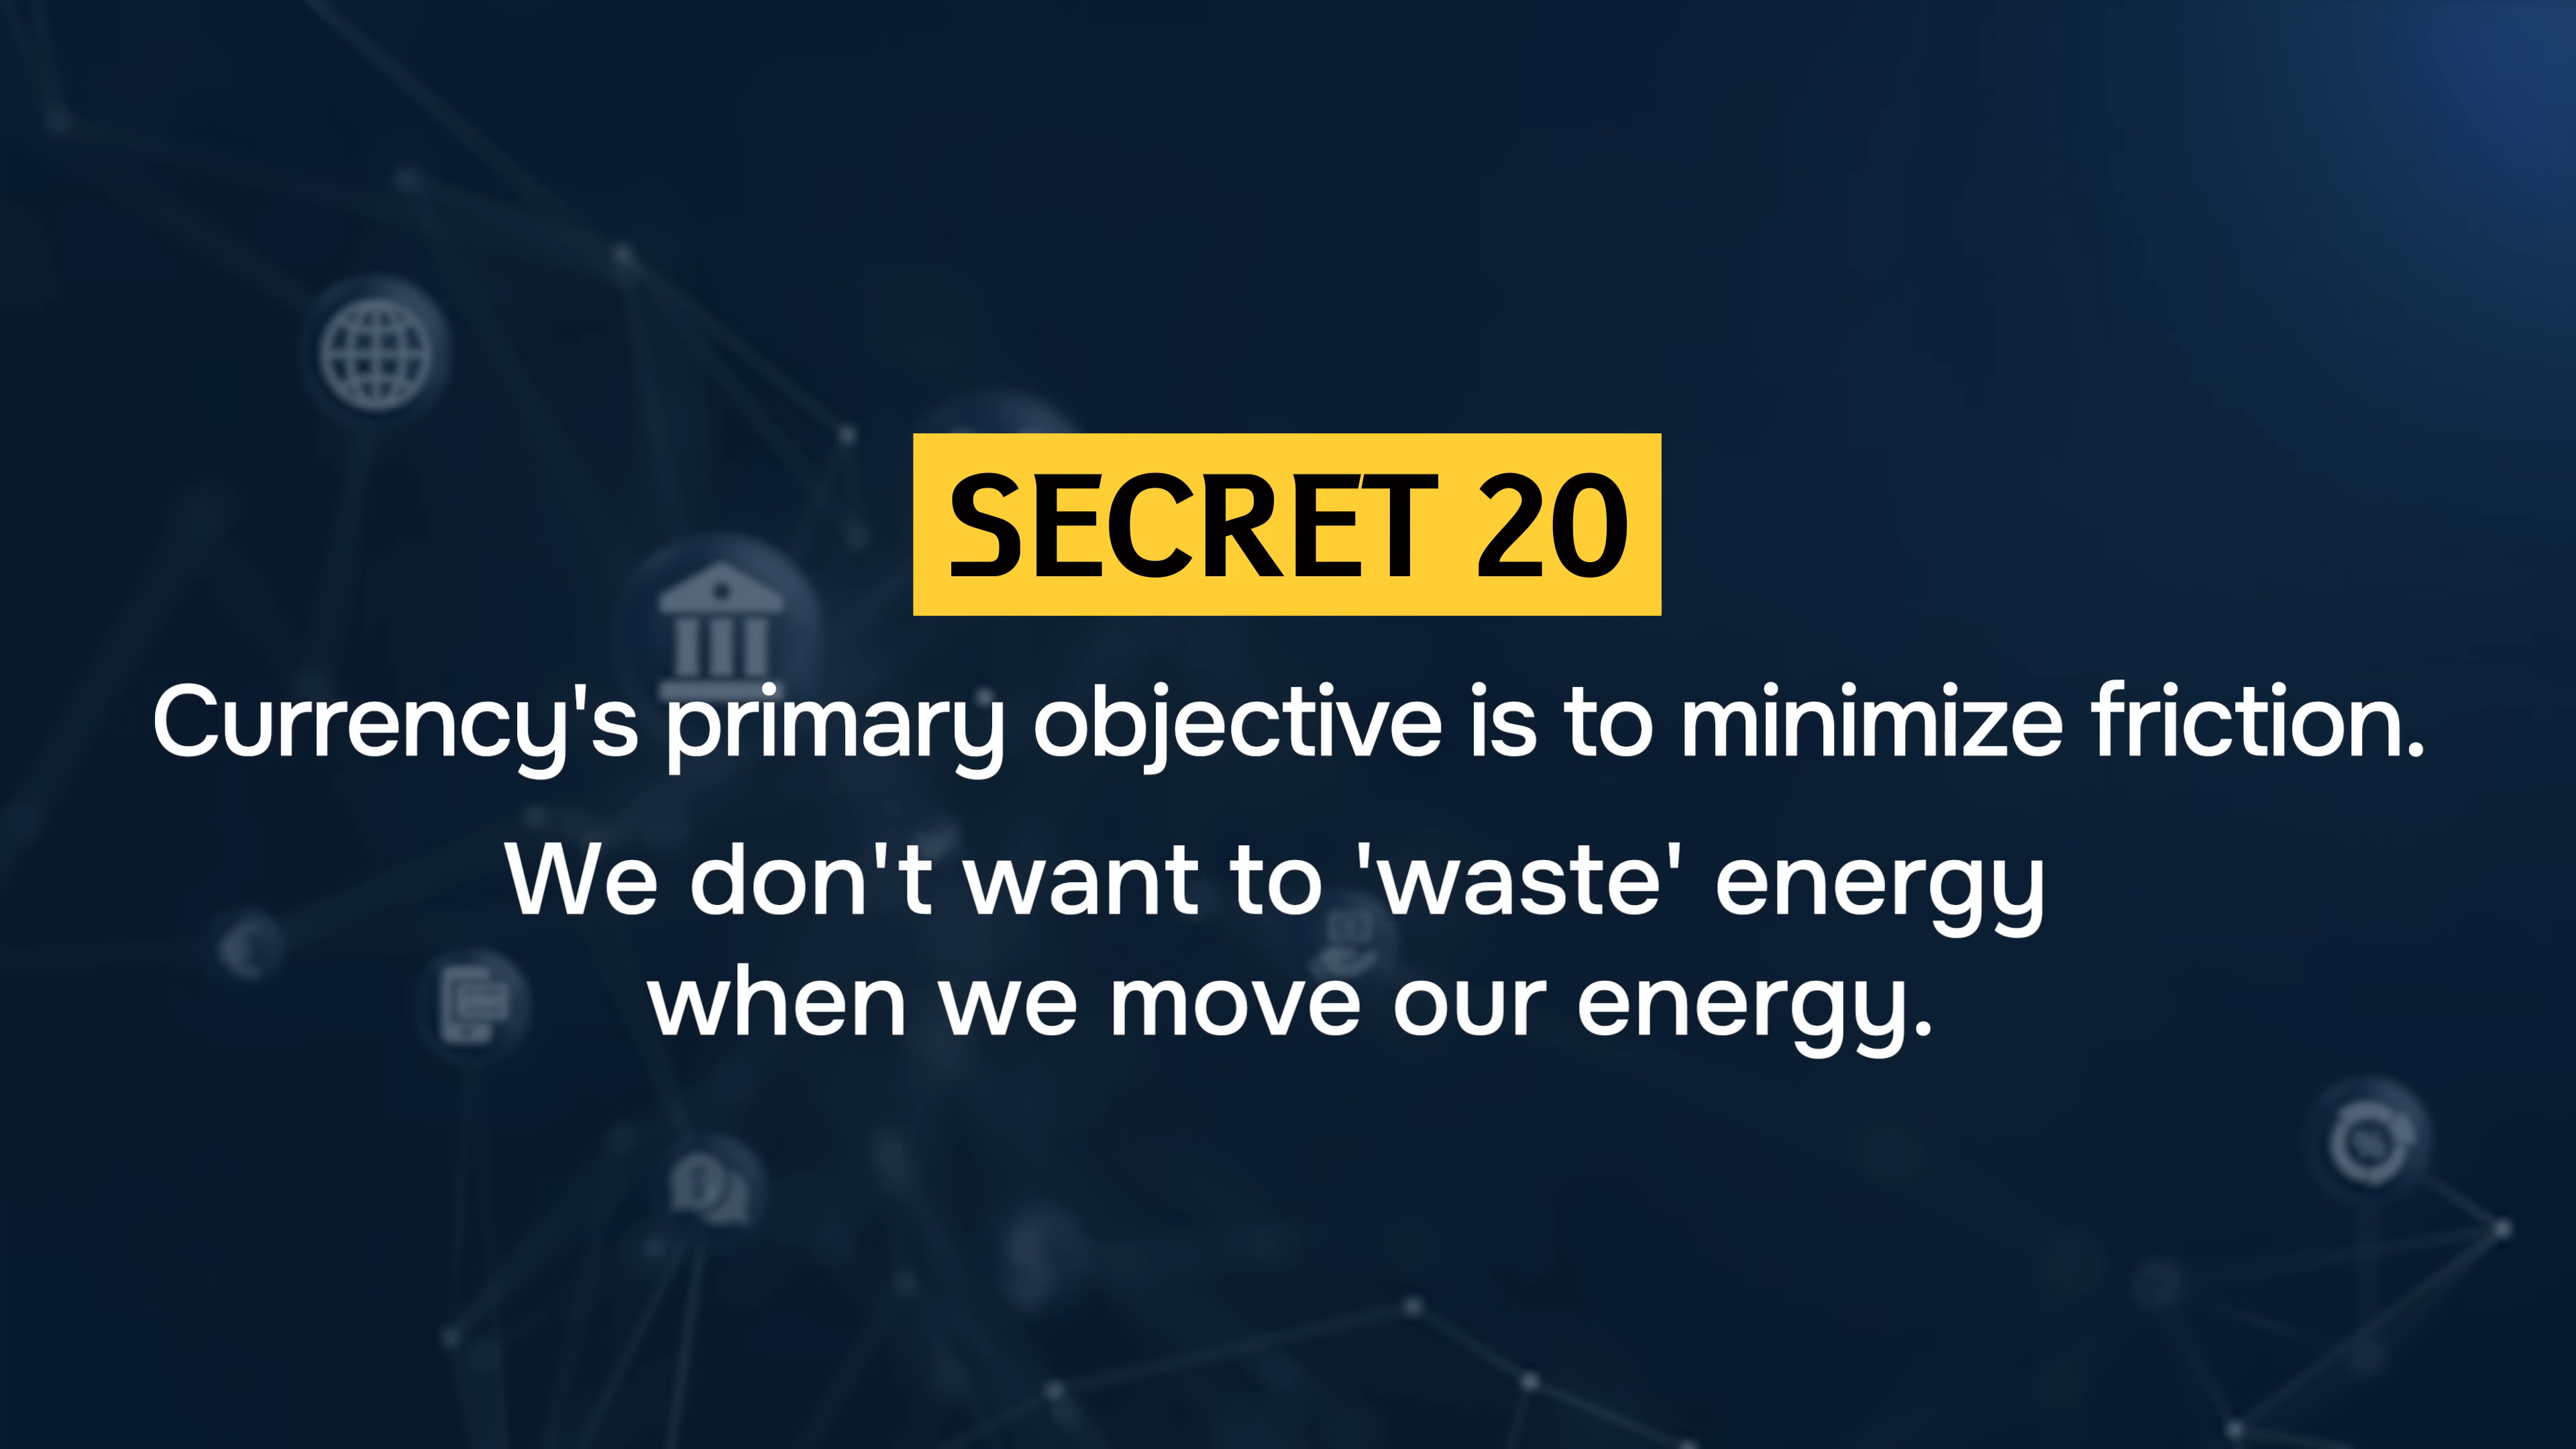 SECRET 20
Currency's primary objective is to minimize friction.
We don't want to 'waste' energy
when we move our energy.